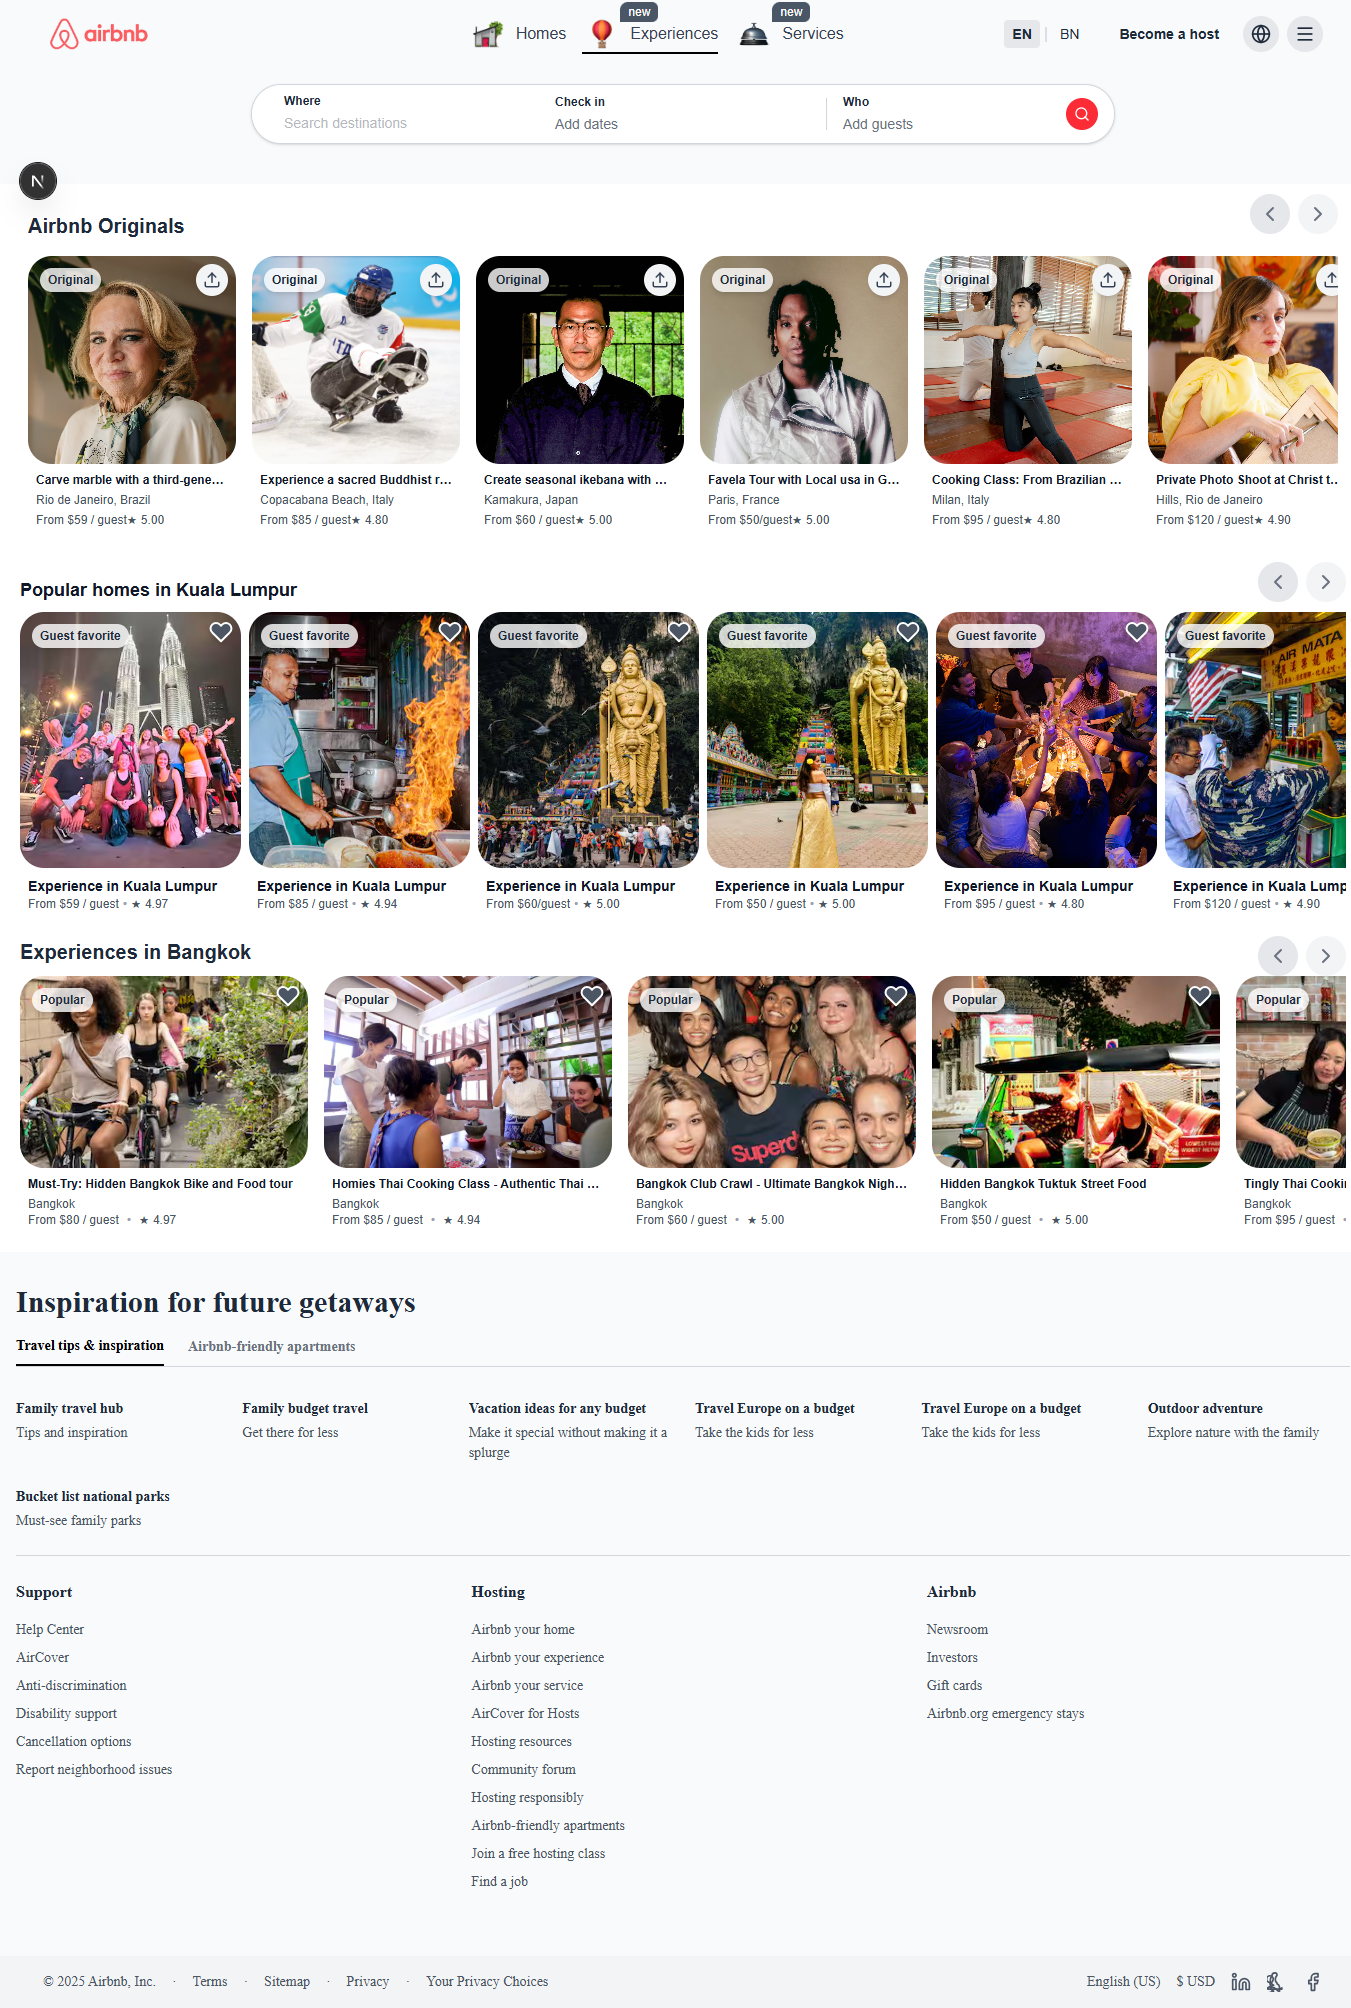 airbnb
Homes
new
Experiences
new
Services
EN
BN
Become a host
Where
Search destinations
Check in
Add dates
Who
Add guests
N
Airbnb Originals
Original
Original
Original
Original
Original
Original
ITA
Carve marble with a third-gene...
Rio de Janeiro, Brazil
From $59 / guest★ 5.00
Experience a sacred Buddhist r...
Copacabana Beach, Italy
From $85 / guest★ 4.80
Create seasonal ikebana with ...
Kamakura, Japan
From $60 / guest★ 5.00
Favela Tour with Local usa in G...
Paris, France
From $50/guest★ 5.00
Cooking Class: From Brazilian ...
Milan, Italy
From $95 / guest★ 4.80
Private Photo Shoot at Christ t..
Hills, Rio de Janeiro
From $120 / guest★ 4.90
Popular homes in Kuala Lumpur
Guest favorite
Guest favorite
Guest favorite
Guest favorite
Guest favorite
Guest favorite
AIR MATA
Experience in Kuala Lumpur
From $59 / guest • ★ 4.97
Experience in Kuala Lumpur
From $85 / guest • ★ 4.94
Experience in Kuala Lumpur
From $60/guest • ★ 5.00
Experience in Kuala Lumpur
From $50 / guest • ★ 5.00
Experience in Kuala Lumpur
From $95 / guest • ★ 4.80
Experience in Kuala Lump
From $120 / guest • ★ 4.90
Experiences in Bangkok
Popular
Popular
Popular
Popular
Popular
Superd
LOWEST FARE
WIDEST NETW
Must-Try: Hidden Bangkok Bike and Food tour
Bangkok
From $80 / guest • ★ 4.97
Homies Thai Cooking Class - Authentic Thai ...
Bangkok
From $85 / guest • ★ 4.94
Bangkok Club Crawl - Ultimate Bangkok Nigh...
Bangkok
From $60 / guest • ★ 5.00
Hidden Bangkok Tuktuk Street Food
Bangkok
From $50 / guest • ★ 5.00
Tingly Thai Cooki
Bangkok
From $95 / guest •
Inspiration for future getaways
Travel tips & inspiration
Airbnb-friendly apartments
Family travel hub
Tips and inspiration
Family budget travel
Get there for less
Vacation ideas for any budget
Make it special without making it a
splurge
Travel Europe on a budget
Take the kids for less
Travel Europe on a budget
Take the kids for less
Outdoor adventure
Explore nature with the family
Bucket list national parks
Must-see family parks
Support
Help Center
AirCover
Anti-discrimination
Disability support
Cancellation options
Report neighborhood issues
Hosting
Airbnb your home
Airbnb your experience
Airbnb your service
AirCover for Hosts
Hosting resources
Community forum
Hosting responsibly
Airbnb-friendly apartments
Join a free hosting class
Find a job
Airbnb
Newsroom
Investors
Gift cards
Airbnb.org emergency stays
© 2025 Airbnb, Inc. · Terms · Sitemap · Privacy · Your Privacy Choices
English (US) $ USD